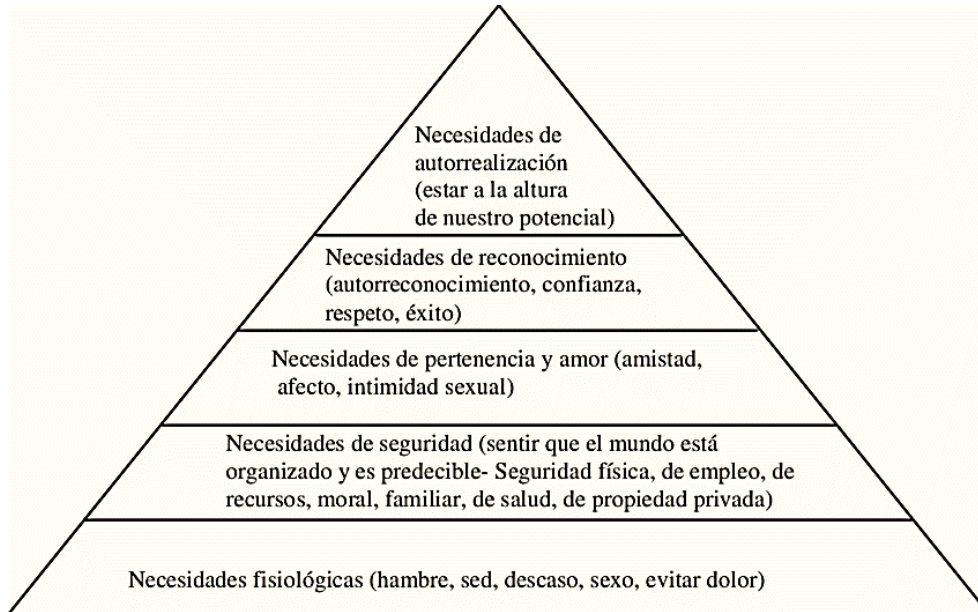 Necesidades de
autorrealización
(estar a la altura
de nuestro potencial)
Necesidades de reconocimiento
(autorreconocimiento, confianza,
respeto, éxito)
Necesidades de pertenencia y amor (amistad,
afecto, intimidad sexual)
Necesidades de seguridad (sentir que el mundo está
organizado y es predecible- Seguridad física, de empleo, de
recursos, moral, familiar, de salud, de propiedad privada)
Necesidades fisiológicas (hambre, sed, descaso, sexo, evitar dolor)